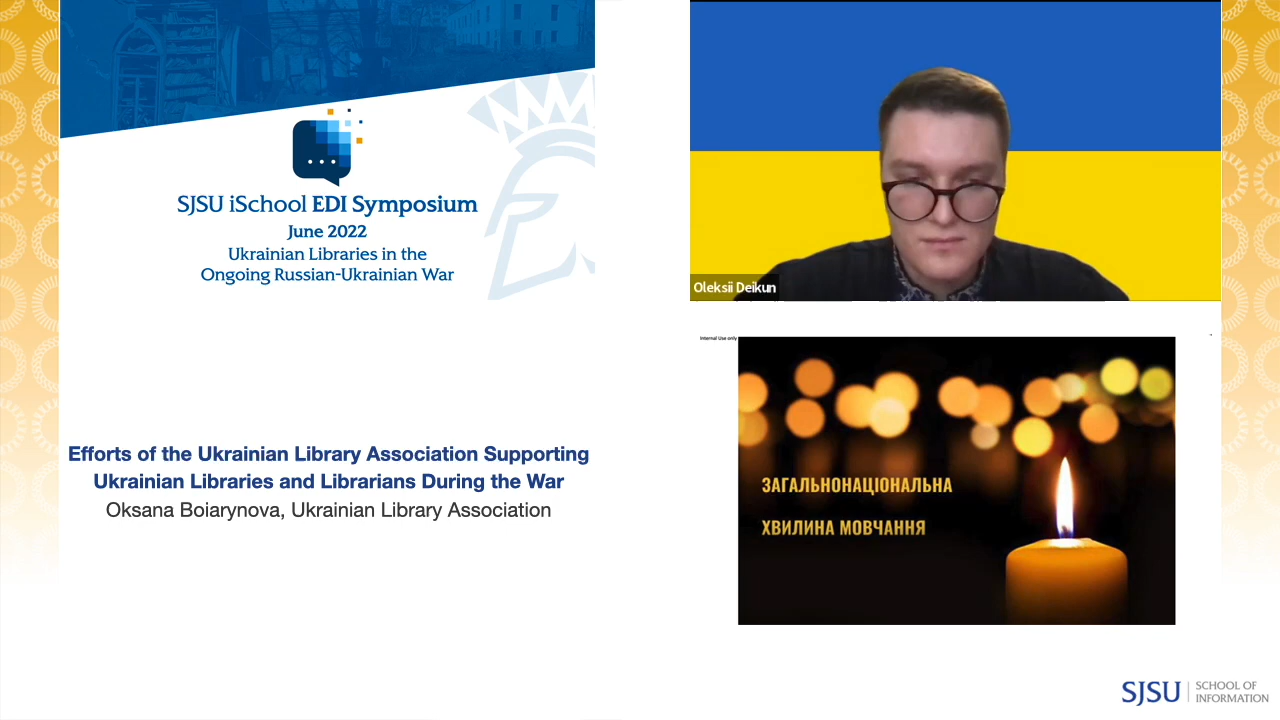 SJSU iSchool EDI Symposium
June 2022
Ukrainian Libraries in the
Ongoing Russian-Ukrainian War
Efforts of the Ukrainian Library Association Supporting
Ukrainian Libraries and Librarians During the War
Oksana Boiarynova, Ukrainian Library Association
Oleksii Deikun
Internal Use only
ЗАГАЛЬНОНАЦІОНАЛЬНА
ХВИЛИНА МОВЧАННЯ
SJSU SCHOOL OF
INFORMATION